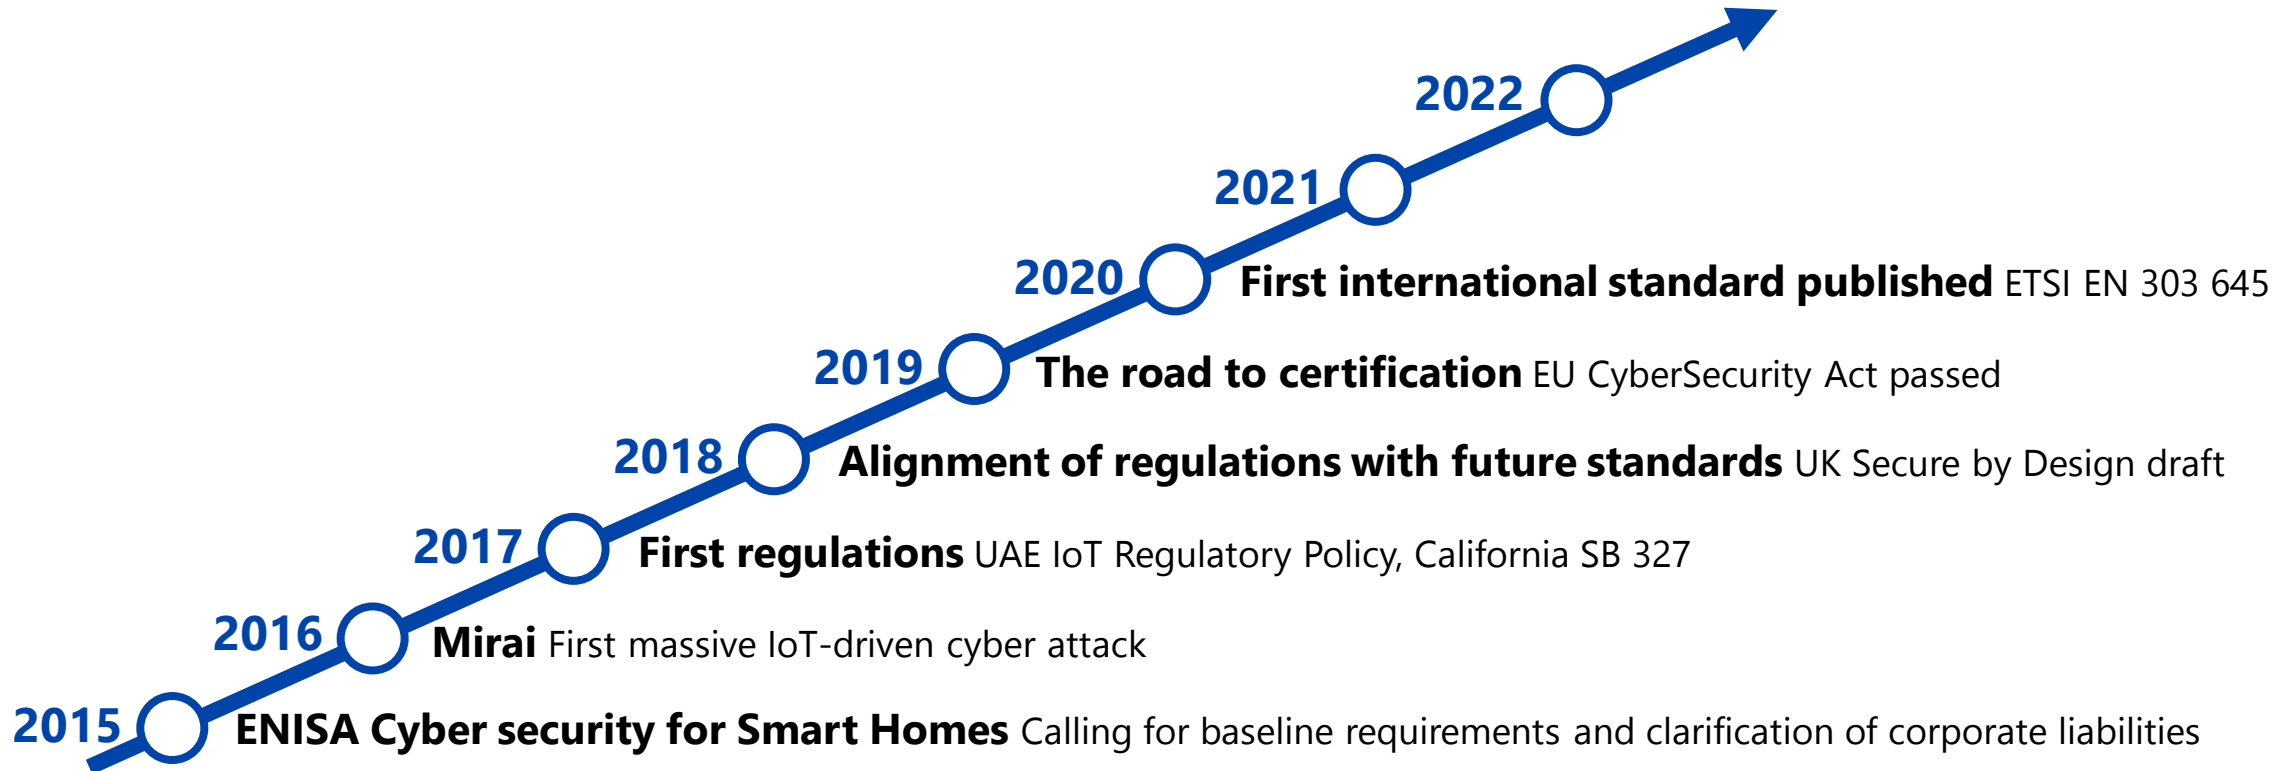 2022
2021
2020 First international standard published ETSI EN 303 645
2019 The road to certification EU CyberSecurity Act passed
2018 Alignment of regulations with future standards UK Secure by Design draft
2017 First regulations UAE IoT Regulatory Policy, California SB 327
2016 Mirai First massive IoT-driven cyber attack
2015 ENISA Cyber security for Smart Homes Calling for baseline requirements and clarification of corporate liabilities